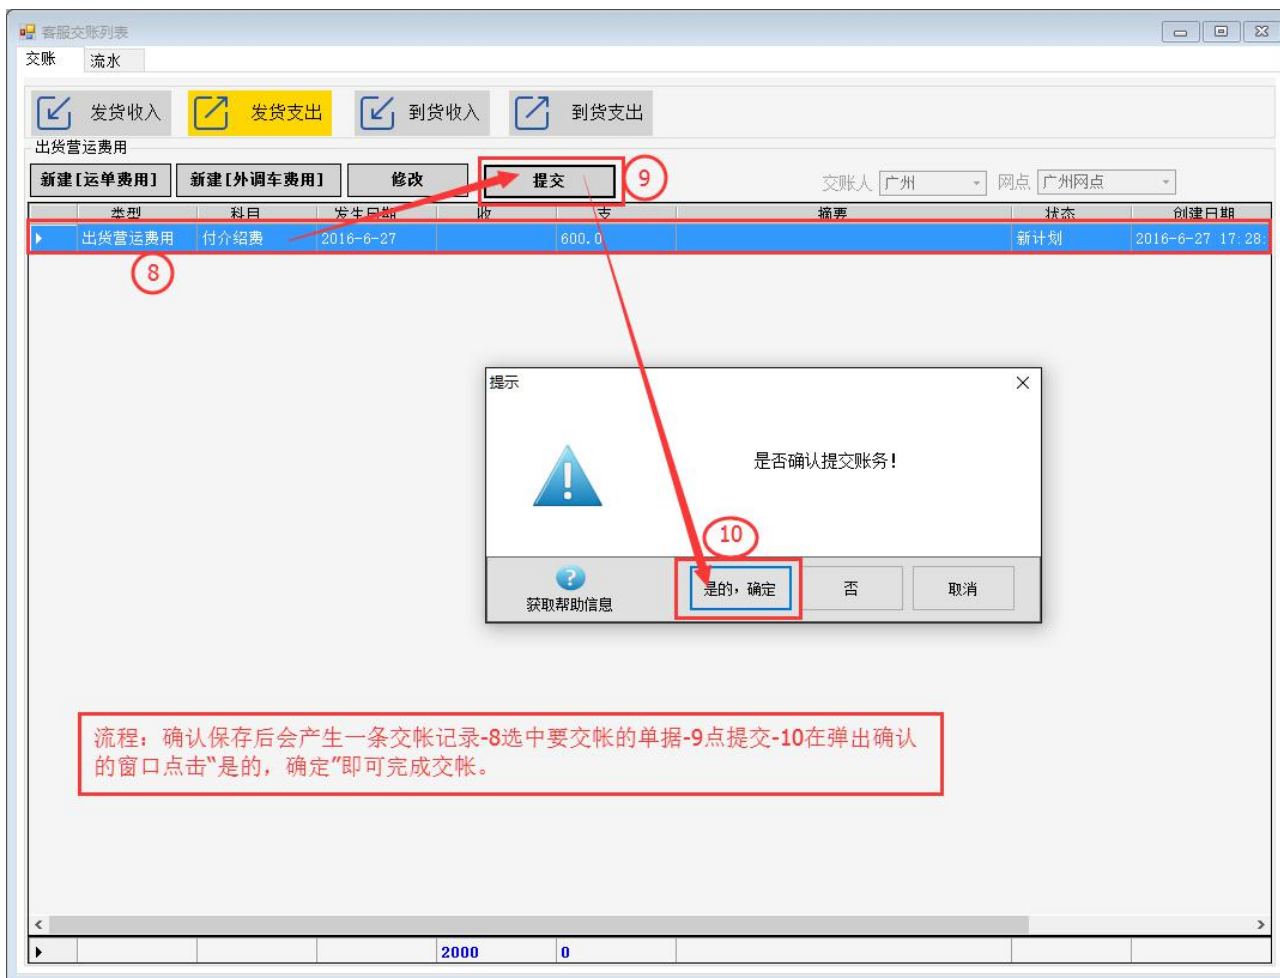 客服交账列表
交账 流水
发货收入 发货支出 到货收入 到货支出
出货营运费用
新建[运单费用] 新建[外调车费用] 修改 提交 9 交账人 广州 网点 广州网点
类型 科目 发生日期 收 支 摘要 状态 创建日期
出货营运费用 付介绍费 2016-6-27 600.0 新计划 2016-6-27 17:28:
8
提示
是否确认提交账务!
10
是的，确定 否 取消
获取帮助信息
流程：确认保存后会产生一条交帐记录-8选中要交帐的单据-9点提交-10在弹出确认
的窗口点击“是的，确定”即可完成交帐。
2000 0